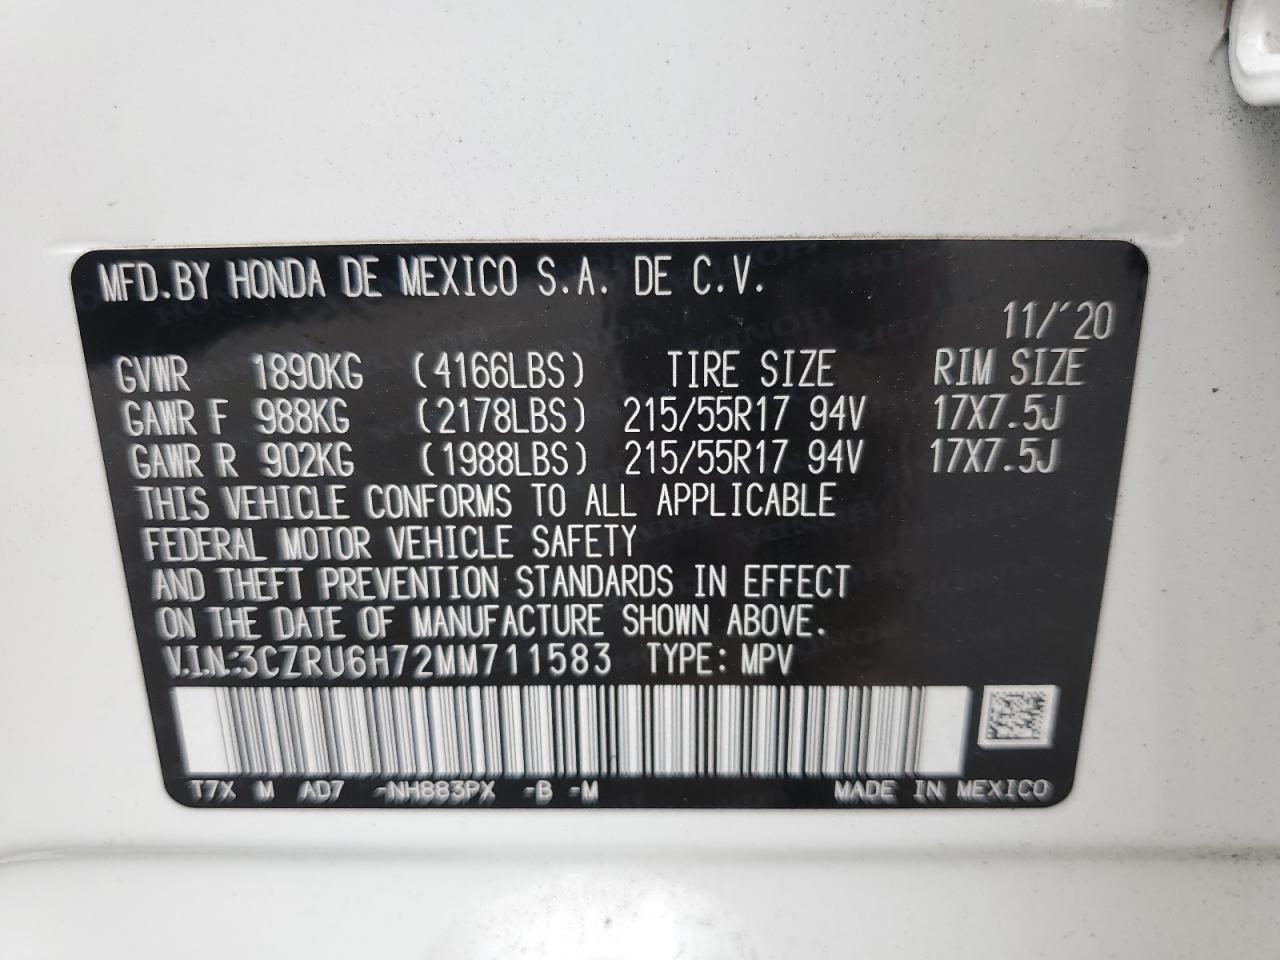 MFD.BY HONDA DE MEXICO S.A. DE C.V.
11/'20
GVWR 1890KG (4166LBS) TIRE SIZE RIM SIZE
GAWR F 988KG (2178LBS) 215/55R17 94V 17X7.5J
GAWR R 902KG (1988LBS) 215/55R17 94V 17X7.5J
THIS VEHICLE CONFORMS TO ALL APPLICABLE
FEDERAL MOTOR VEHICLE SAFETY
AND THEFT PREVENTION STANDARDS IN EFFECT
ON THE DATE OF MANUFACTURE SHOWN ABOVE.
V.I.N.:3CZRU6H72MM711583 TYPE: MPV
T7X M AD7 -NH883PX -B -M MADE IN MEXICO